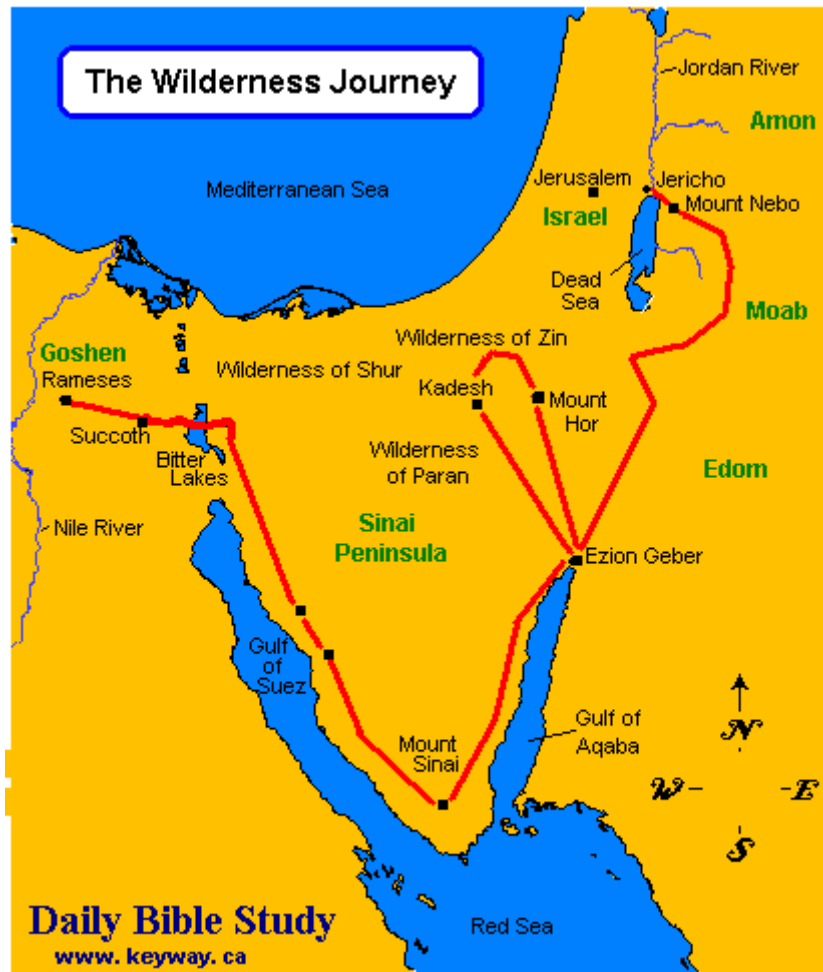 The Wilderness Journey
Jordan River
Amon
Mediterranean Sea
Jerusalem
Jericho
Mount Nebo
Israel
Dead
Sea
Moab
Goshen
Rameses
Wilderness of Zin
Wilderness of Shur
Kadesh
Mount
Hor
Succoth
Bitter
Lakes
Wilderness
of Paran
Edom
Nile River
Sinai
Peninsula
Ezion Geber
Gulf
of
Suez
Gulf of
Aqaba
Mount
Sinai
N
W
E
S
Daily Bible Study
www.keyway.ca
Red Sea